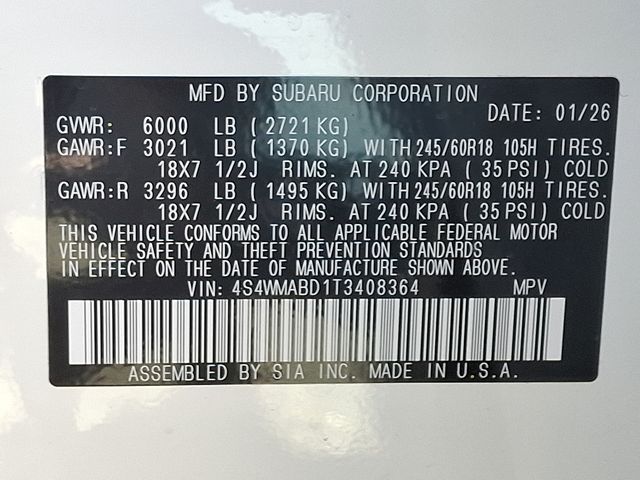 MFD BY SUBARU CORPORATION
DATE: 01/26
GVWR: 6000 LB (2721 KG)
GAWR:F 3021 LB (1370 KG) WITH 245/60R18 105H TIRES.
18X7 1/2J RIMS. AT 240 KPA (35 PSI) COLD
GAWR:R 3296 LB (1495 KG) WITH 245/60R18 105H TIRES.
18X7 1/2J RIMS. AT 240 KPA (35 PSI) COLD
THIS VEHICLE CONFORMS TO ALL APPLICABLE FEDERAL MOTOR
VEHICLE SAFETY AND THEFT PREVENTION STANDARDS
IN EFFECT ON THE DATE OF MANUFACTURE SHOWN ABOVE.
VIN: 4S4WMABD1T3408364 MPV
ASSEMBLED BY SIA INC. MADE IN U.S.A.